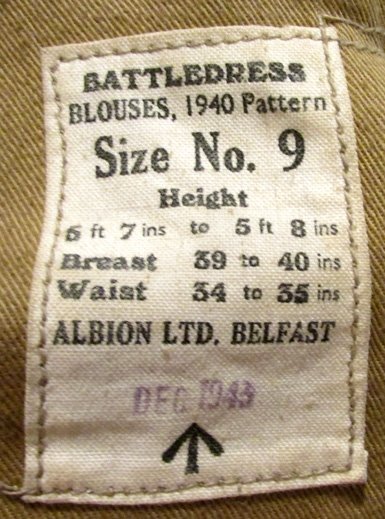 BATTLEDRESS
BLOUSES, 1940 Pattern
Size No. 9
Height
5 ft 7 ins to 5 ft 8 ins
Breast 39 to 40 ins
Waist 34 to 35 ins
ALBION LTD. BELFAST
DEC 1943